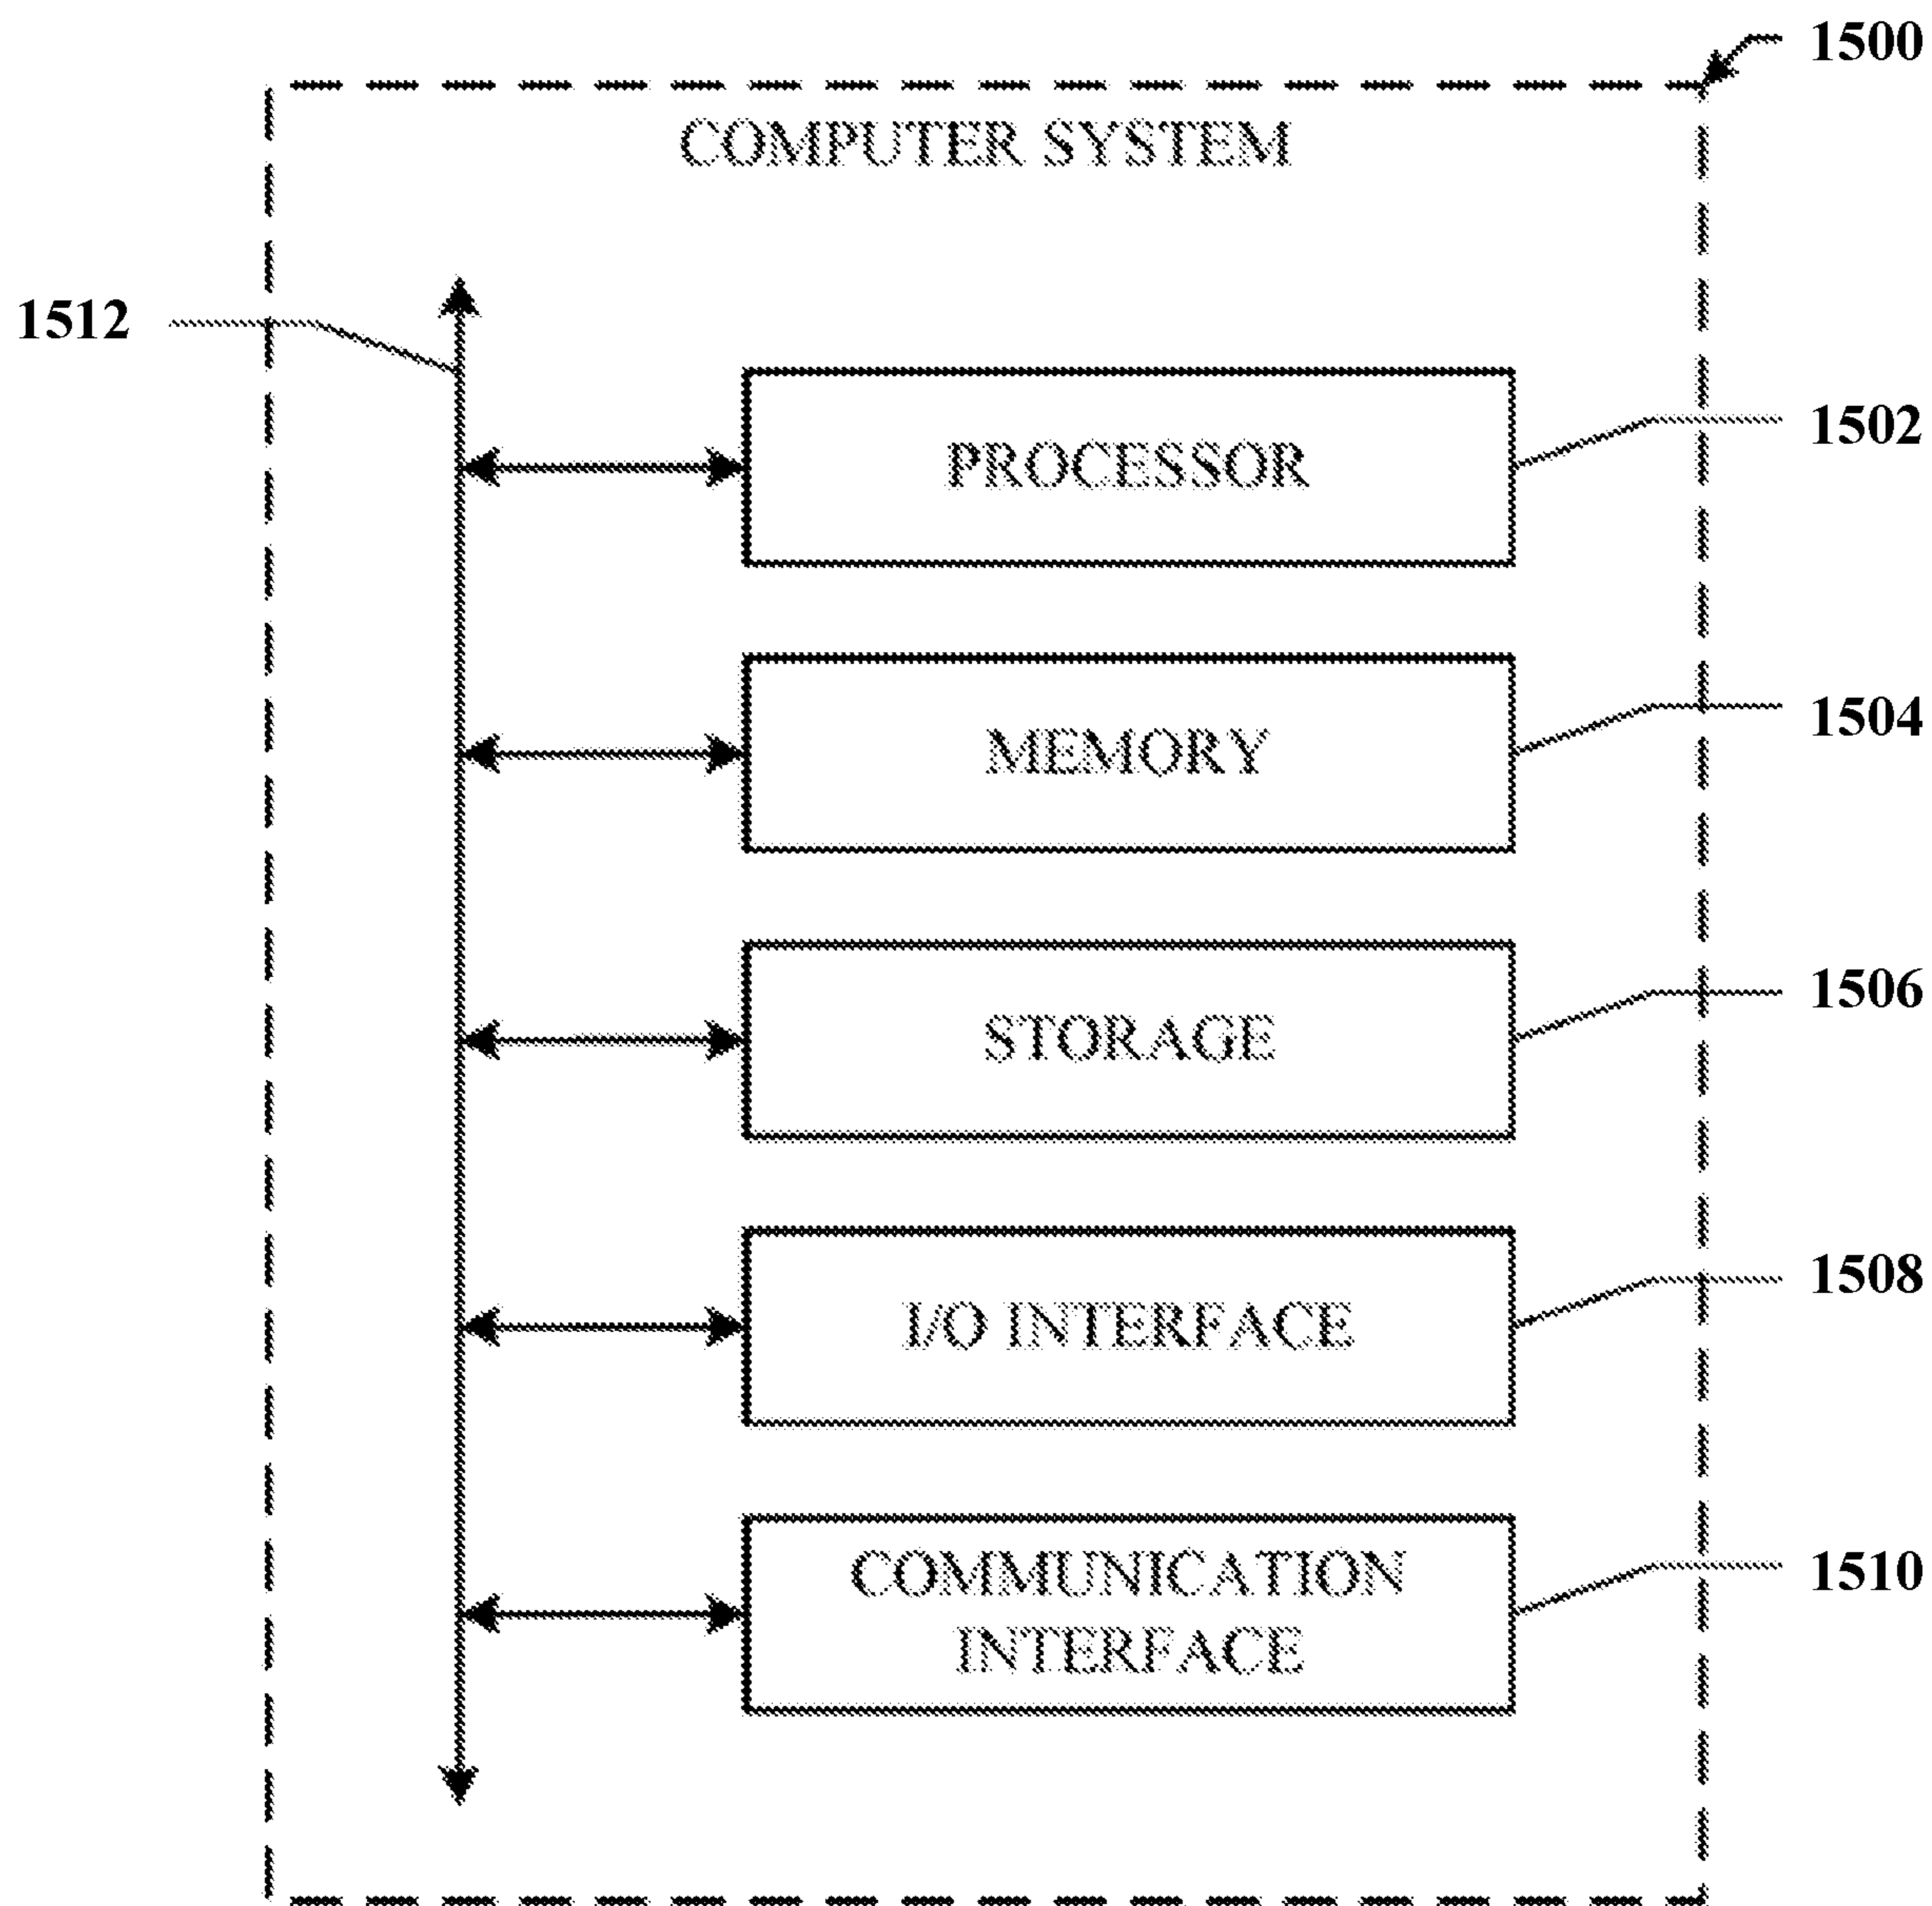 1500
COMPUTER SYSTEM
1512
1502
PROCESSOR
1504
MEMORY
1506
STORAGE
1508
I/O INTERFACE
1510
COMMUNICATION
INTERFACE